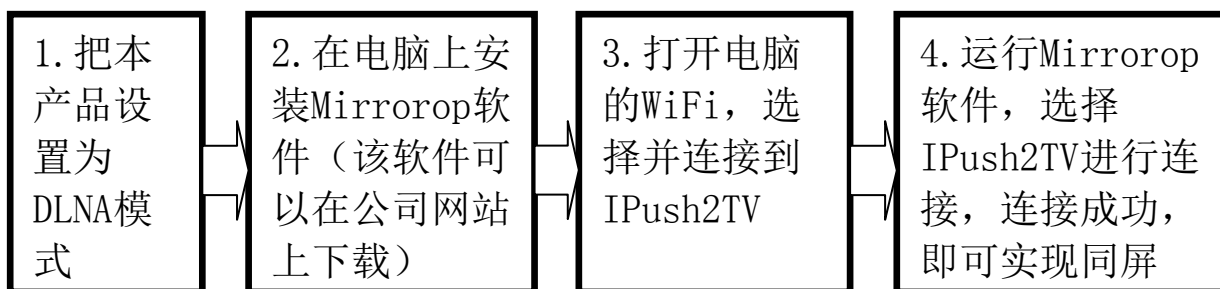 1.把本
产品设
置为
DLNA模
式
2.在电脑上安
装Mirrorop软
件（该软件可
以在公司网站
上下载）
3.打开电脑
的WiFi，选
择并连接到
IPush2TV
4.运行Mirrorop
软件，选择
IPush2TV进行连
接，连接成功，
即可实现同屏